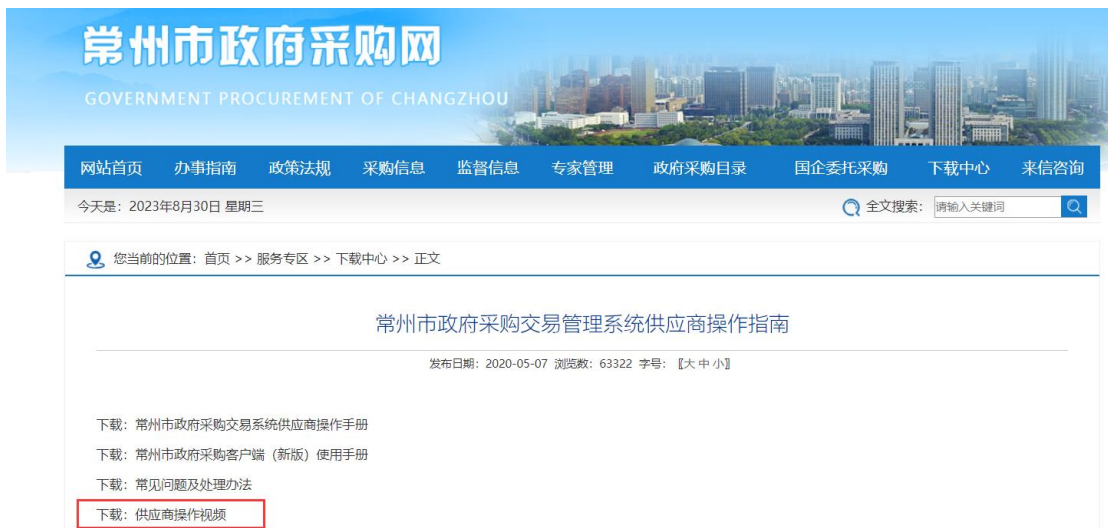 常州市政府采购网
GOVERNMENT PROCUREMENT OF CHANGZHOU
网站首页 办事指南 政策法规 采购信息 监督信息 专家管理 政府采购目录 国企委托采购 下载中心 来信咨询
今天是：2023年8月30日 星期三 全文搜索： 请输入关键词
您当前的位置：首页 >> 服务专区 >> 下载中心 >> 正文
常州市政府采购交易管理系统供应商操作指南
发布日期：2020-05-07 浏览数：63322 字号：〖大 中 小〗
下载：常州市政府采购交易系统供应商操作手册
下载：常州市政府采购客户端（新版）使用手册
下载：常见问题及处理办法
下载：供应商操作视频